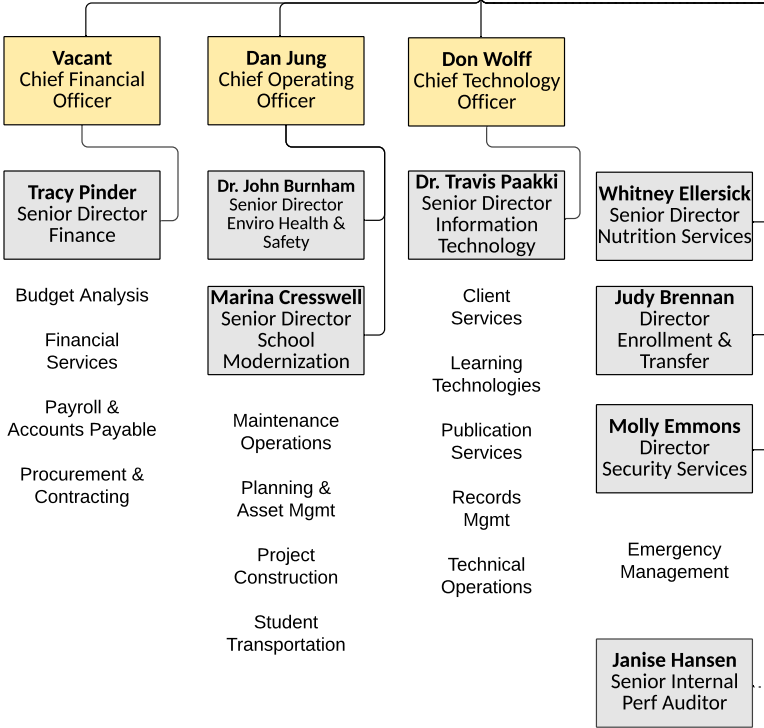 Vacant
Chief Financial
Officer
Dan Jung
Chief Operating
Officer
Don Wolff
Chief Technology
Officer
Tracy Pinder
Senior Director
Finance
Budget Analysis
Financial
Services
Payroll &
Accounts Payable
Procurement &
Contracting
Dr. John Burnham
Senior Director
Enviro Health &
Safety
Marina Cresswell
Senior Director
School
Modernization
Maintenance
Operations
Planning &
Asset Mgmt
Project
Construction
Student
Transportation
Dr. Travis Paakki
Senior Director
Information
Technology
Client
Services
Learning
Technologies
Publication
Services
Records
Mgmt
Technical
Operations
Whitney Ellersick
Senior Director
Nutrition Services
Judy Brennan
Director
Enrollment &
Transfer
Molly Emmons
Director
Security Services
Emergency
Management
Janise Hansen
Senior Internal
Perf Auditor